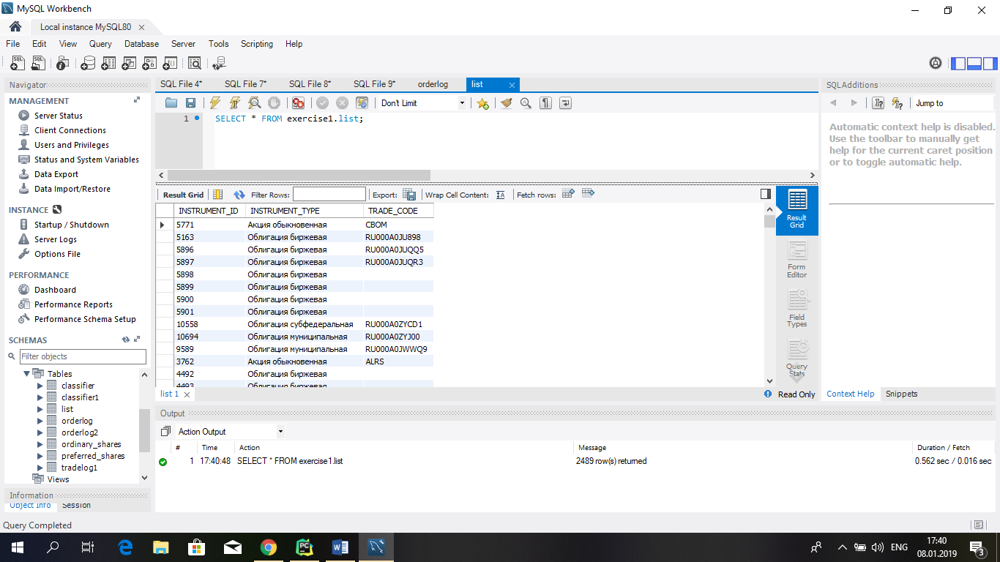 MySQL Workbench
Local instance MySQL80
File Edit View Query Database Server Tools Scripting Help
Navigator
MANAGEMENT
Server Status
Client Connections
Users and Privileges
Status and System Variables
Data Export
Data Import/Restore
INSTANCE
Startup / Shutdown
Server Logs
Options File
PERFORMANCE
Dashboard
Performance Reports
Performance Schema Setup
SCHEMAS
Filter objects
Tables
classifier
classifier1
list
orderlog
orderlog2
ordinary_shares
preferred_shares
tradelog1
Views
Information
Object Info Session
Query Completed
SQL File 4* SQL File 7* SQL File 8* SQL File 9* orderlog list
Don't Limit
1 SELECT * FROM exercise1.list;
Result Grid Filter Rows: Export: Wrap Cell Content: Fetch rows:
INSTRUMENT_ID INSTRUMENT_TYPE TRADE_CODE
5771 Акция обыкновенная CBOM
5163 Облигация биржевая RU000A0JU898
5896 Облигация биржевая RU000A0JUQQ5
5897 Облигация биржевая RU000A0JUQR3
5898 Облигация биржевая
5899 Облигация биржевая
5900 Облигация биржевая
5901 Облигация биржевая
10558 Облигация субфедеральная RU000A0ZYCD1
10694 Облигация муниципальная RU000A0ZYJ00
9589 Облигация муниципальная RU000A0JWWQ9
3762 Акция обыкновенная ALRS
4492 Облигация биржевая
4493 Облигация биржевая
Result Grid
Form Editor
Field Types
Query Stats
list 1
Read Only
SQLAdditions
Jump to
Automatic context help is disabled.
Use the toolbar to manually get
help for the current caret position
or to toggle automatic help.
Context Help Snippets
Output
Action Output
# Time Action Message Duration / Fetch
1 17:40:48 SELECT * FROM exercise1.list 2489 row(s) returned 0.562 sec / 0.016 sec
ENG
17:40
08.01.2019
3